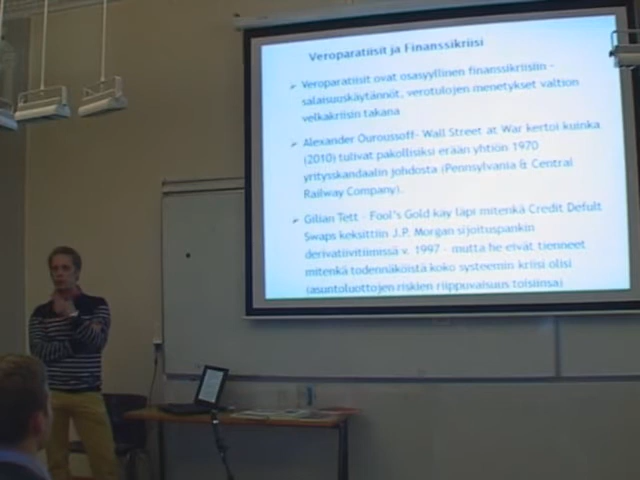 Veroparatiisit ja Finanssikriisi
Veroparatiisit ovat osasyyllinen finanssikriisiin -
salaisuuskäytännöt, verotulojen menetykset valtion
velkakriisin takana
Alexander Ouroussoff- Wall Street at War kertoi kuinka
(2010) tulivat pakollisiksi erään yhtiön 1970
yritysskandaalin johdosta (Pennsylvania & Central
Railway Company).
Gilian Tett - Fool's Gold käy läpi mitenkä Credit Defult
Swaps keksittiin J.P. Morgan sijoituspankin
derivatiivitiimissä v. 1997 - mutta he eivät tienneet
mitenkä todennäköistä koko systeemin kriisi olisi
(asuntoluottojen riskien riippuvaisuus toisiinsa)